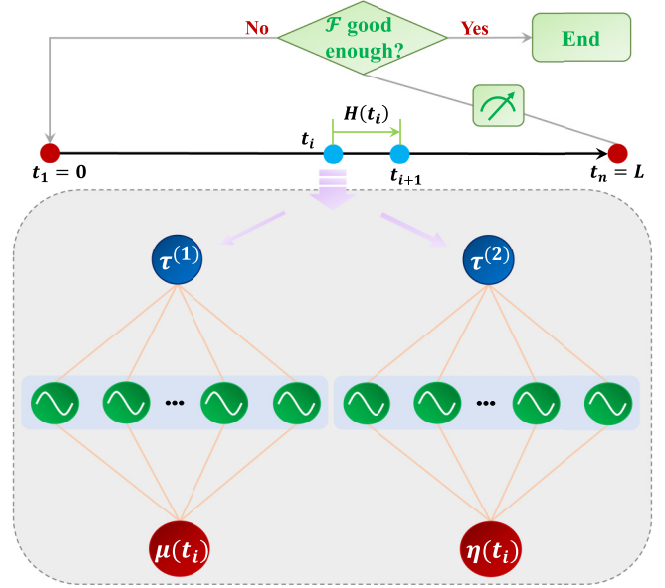 No
ℱ good
enough?
Yes
End
H(tᵢ)
tᵢ
t₁ = 0
tᵢ₊₁
tₙ = L
τ⁽¹⁾
τ⁽²⁾
...
...
μ(tᵢ)
η(tᵢ)